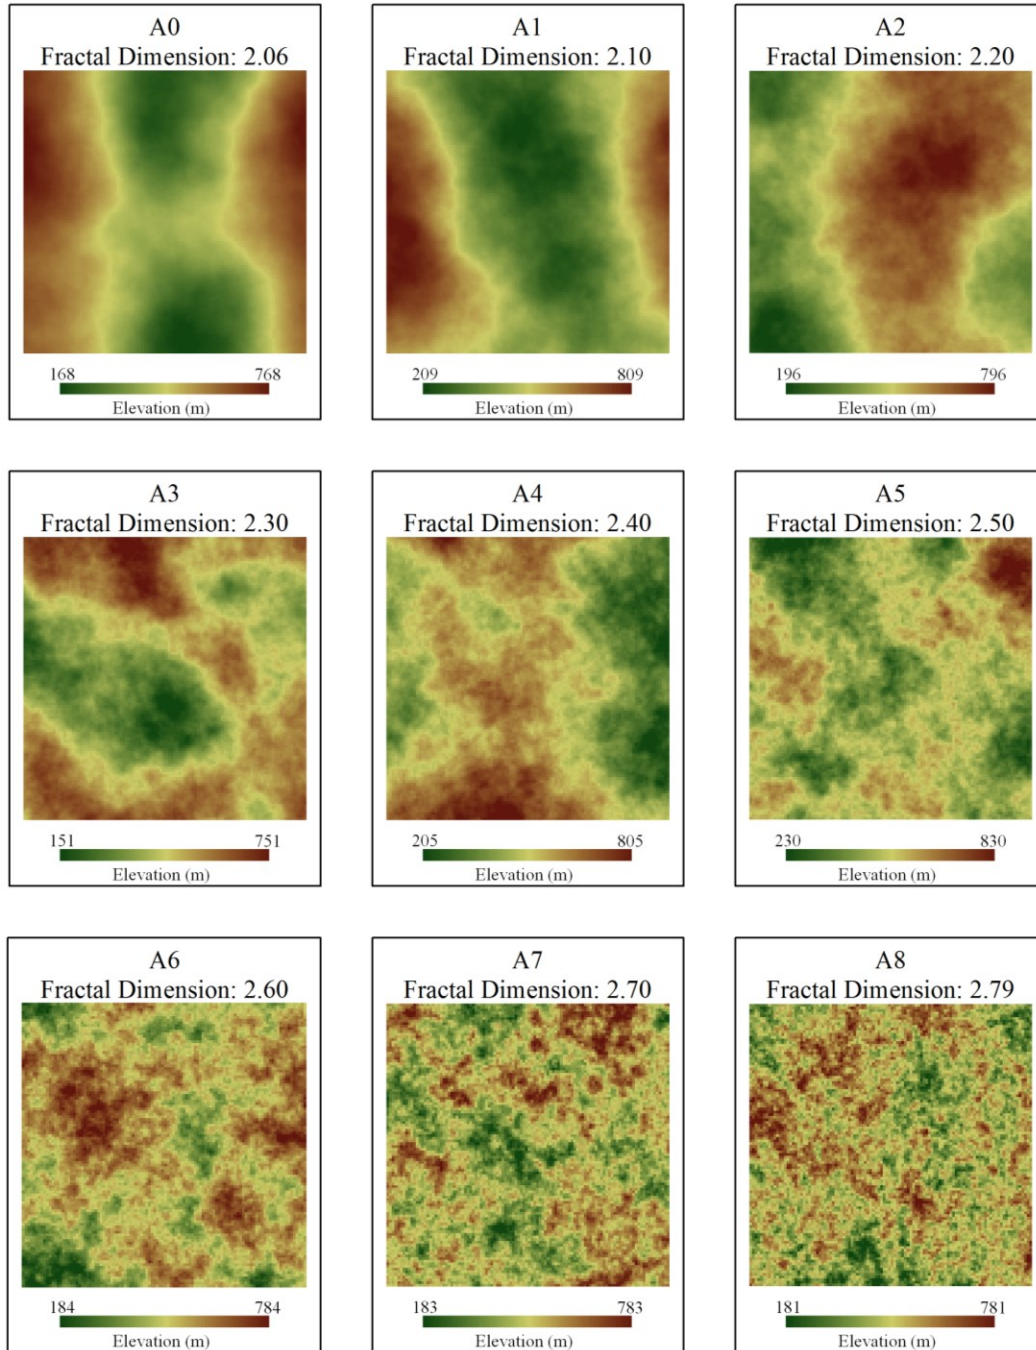 A0
Fractal Dimension: 2.06
168 768
Elevation (m)
A1
Fractal Dimension: 2.10
209 809
Elevation (m)
A2
Fractal Dimension: 2.20
196 796
Elevation (m)
A3
Fractal Dimension: 2.30
151 751
Elevation (m)
A4
Fractal Dimension: 2.40
205 805
Elevation (m)
A5
Fractal Dimension: 2.50
230 830
Elevation (m)
A6
Fractal Dimension: 2.60
184 784
Elevation (m)
A7
Fractal Dimension: 2.70
183 783
Elevation (m)
A8
Fractal Dimension: 2.79
181 781
Elevation (m)